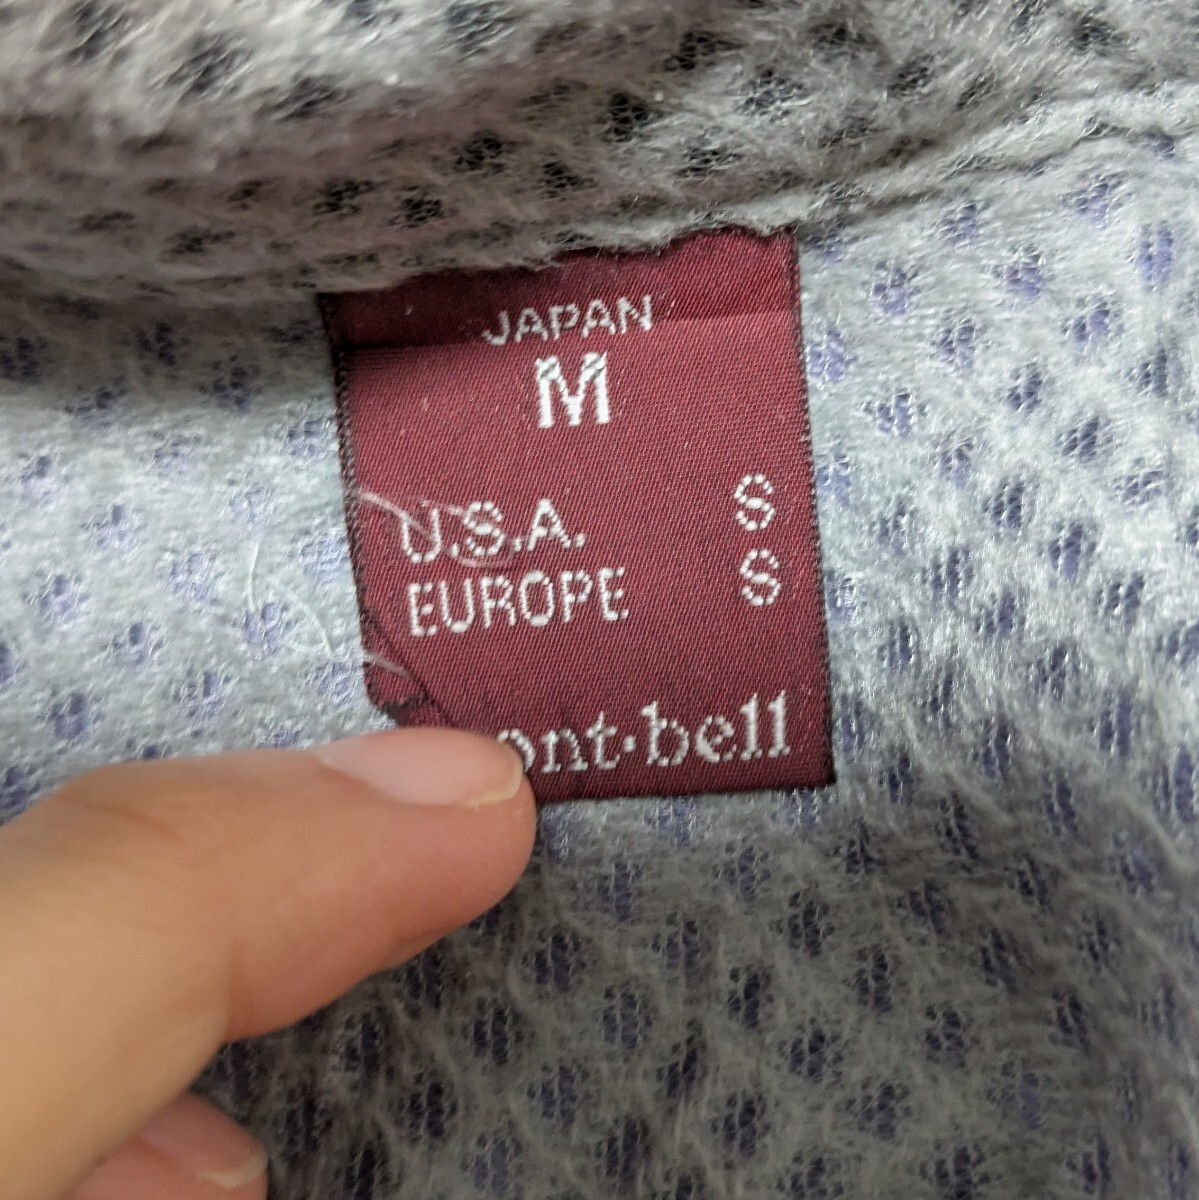 JAPAN
M
U.S.A. S
EUROPE S
ont·bell